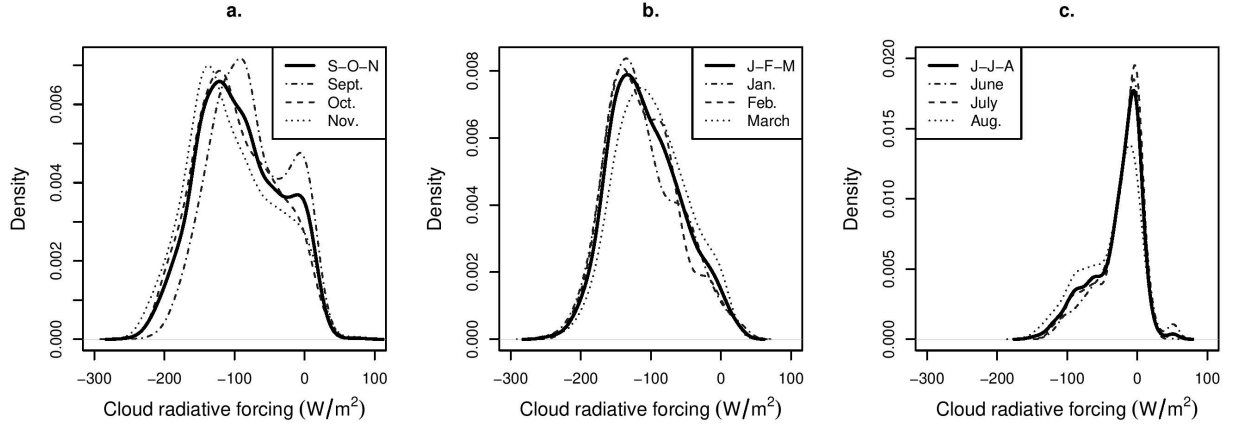 a.
S−O−N
Sept.
Oct.
Nov.
Density
0.000
0.002
0.004
0.006
−300
−200
−100
0
100
Cloud radiative forcing (W/m²)
b.
J−F−M
Jan.
Feb.
March
Density
0.000
0.002
0.004
0.006
0.008
−300
−200
−100
0
100
Cloud radiative forcing (W/m²)
c.
J−J−A
June
July
Aug.
Density
0.000
0.005
0.010
0.015
0.020
−300
−200
−100
0
100
Cloud radiative forcing (W/m²)